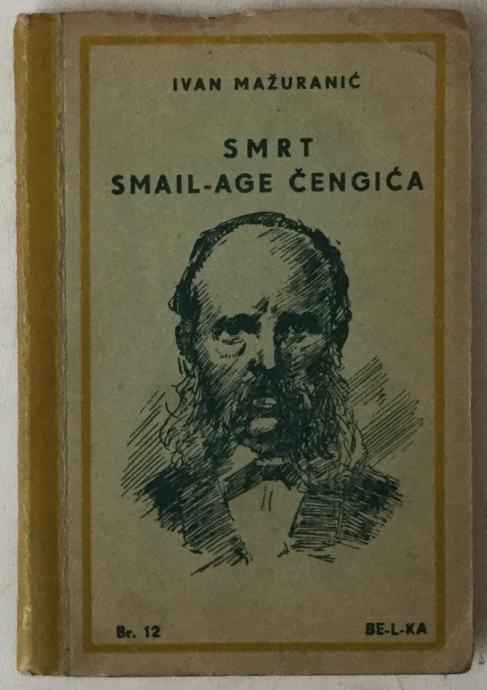 IVAN MAŽURANIĆ
SMRT
SMAIL-AGE ČENGIĆA
Br. 12
BE-L-KA